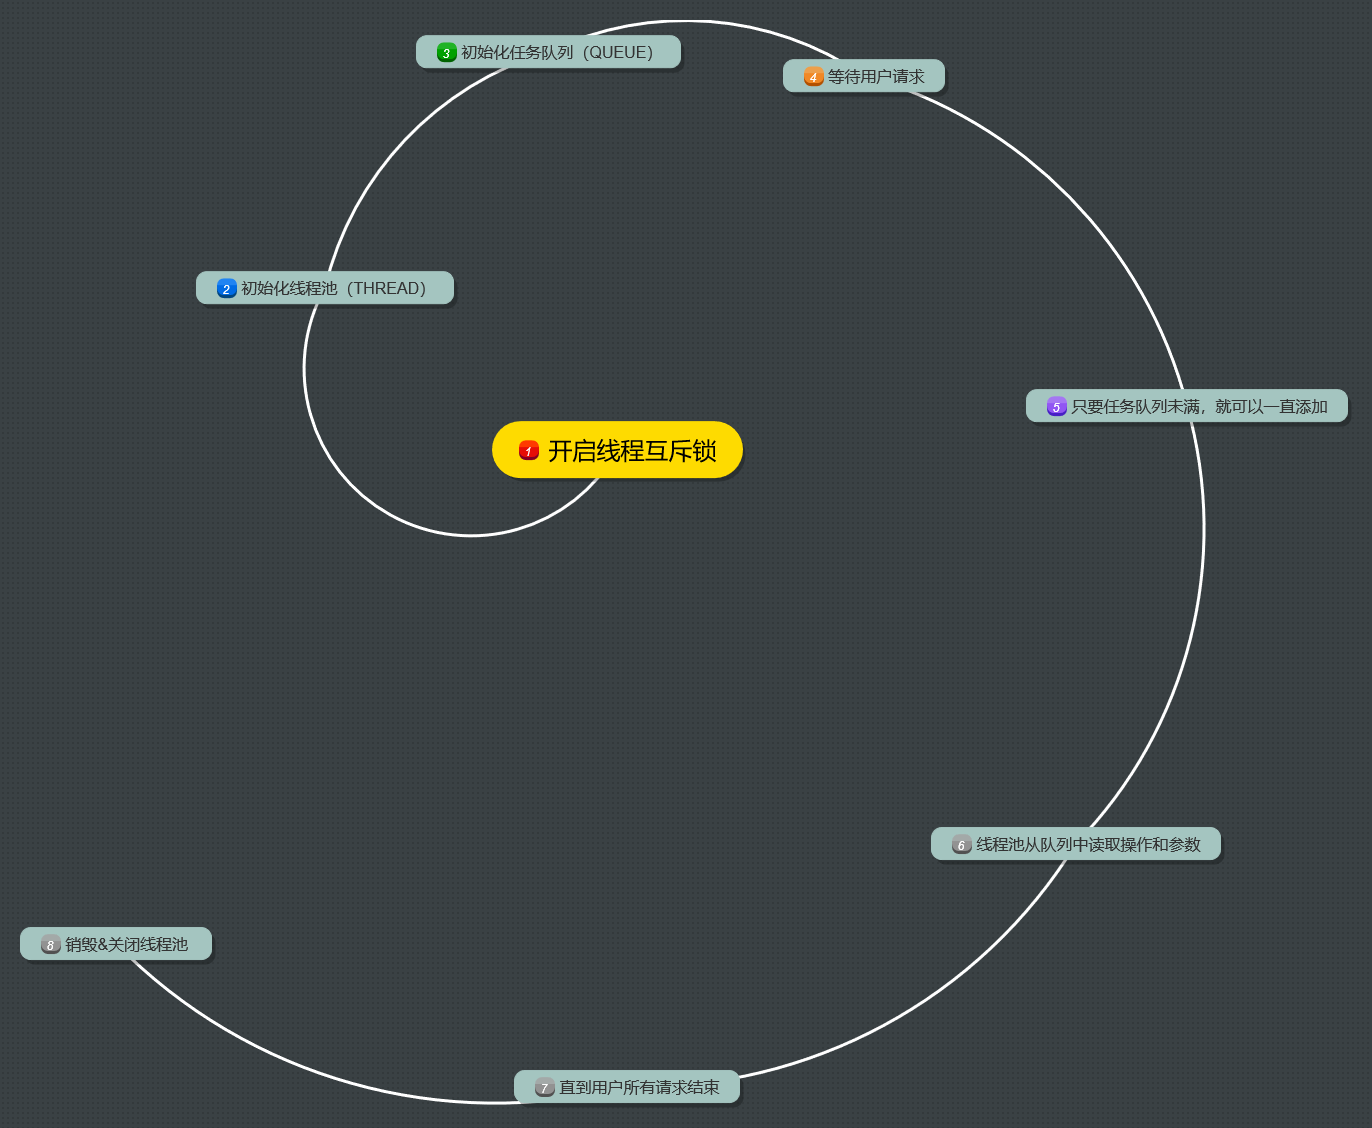 1 开启线程互斥锁
2 初始化线程池（THREAD）
3 初始化任务队列（QUEUE）
4 等待用户请求
5 只要任务队列未满，就可以一直添加
6 线程池从队列中读取操作和参数
7 直到用户所有请求结束
8 销毁&关闭线程池